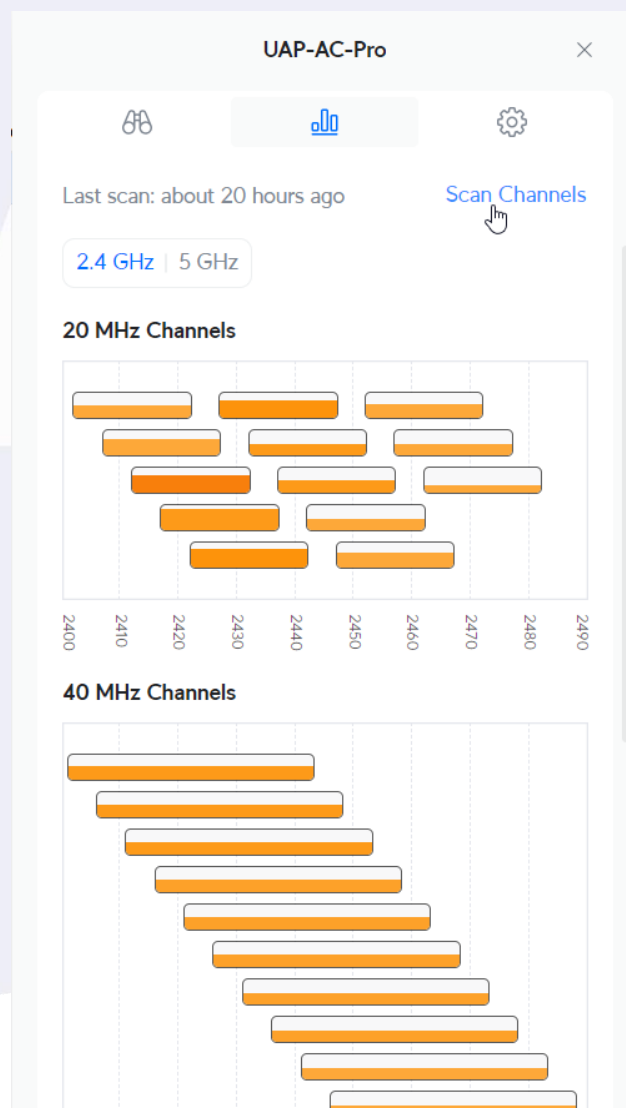 UAP-AC-Pro
Last scan: about 20 hours ago
Scan Channels
2.4 GHz
5 GHz
20 MHz Channels
2400 2410 2420 2430 2440 2450 2460 2470 2480 2490
40 MHz Channels